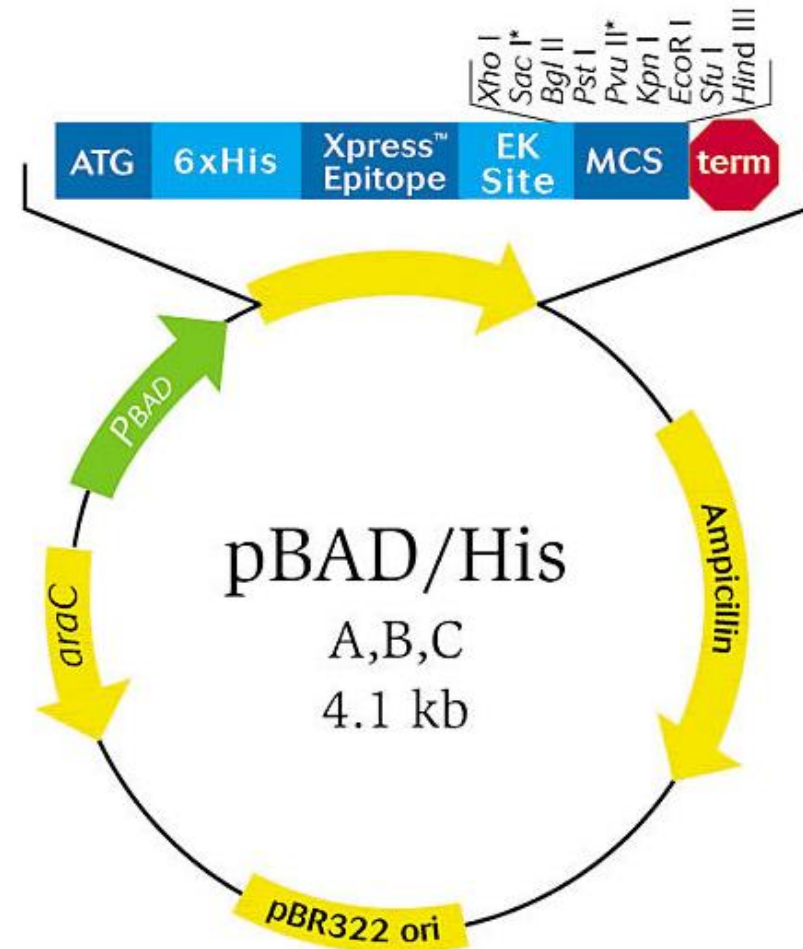 Xho I
Sac I*
Bgl II
Pst I
Pvu II*
Kpn I
EcoR I
Sfu I
Hind III
ATG
6xHis
Xpress™
Epitope
EK
Site
MCS
term
PBAD
Ampicillin
araC
pBAD/His
A,B,C
4.1 kb
pBR322 ori